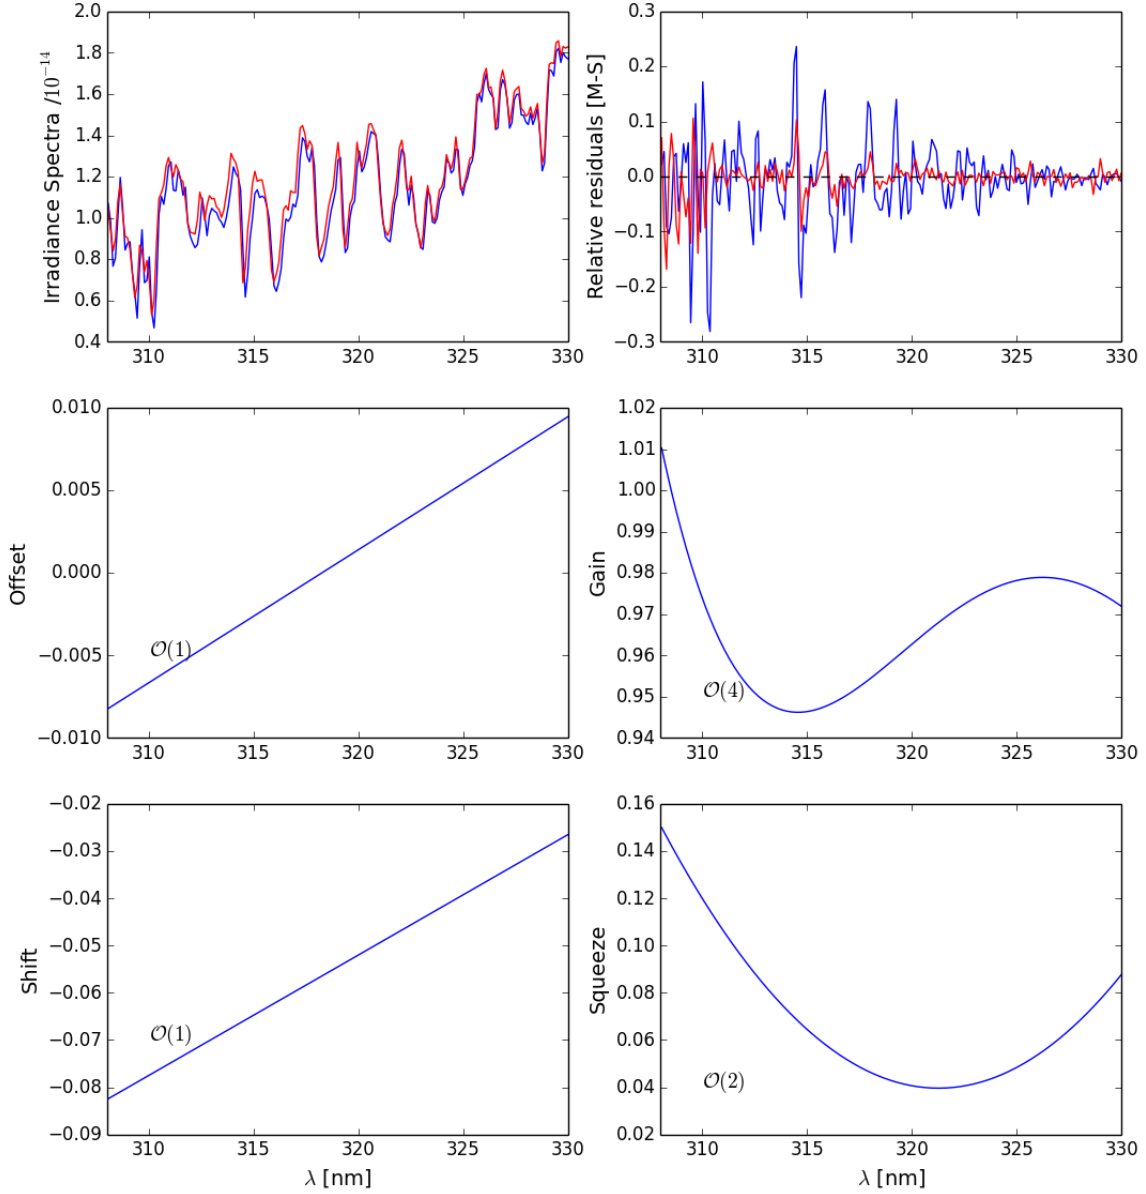 Irradiance Spectra /10⁻¹⁴
2.0
1.8
1.6
1.4
1.2
1.0
0.8
0.6
0.4
310 315 320 325 330
Relative residuals [M-S]
0.3
0.2
0.1
0.0
−0.1
−0.2
−0.3
310 315 320 325 330
Offset
0.010
0.005
0.000
−0.005
−0.010
O(1)
310 315 320 325 330
Gain
1.02
1.01
1.00
0.99
0.98
0.97
0.96
0.95
0.94
O(4)
310 315 320 325 330
Shift
−0.02
−0.03
−0.04
−0.05
−0.06
−0.07
−0.08
−0.09
O(1)
310 315 320 325 330
λ [nm]
Squeeze
0.16
0.14
0.12
0.10
0.08
0.06
0.04
0.02
O(2)
310 315 320 325 330
λ [nm]